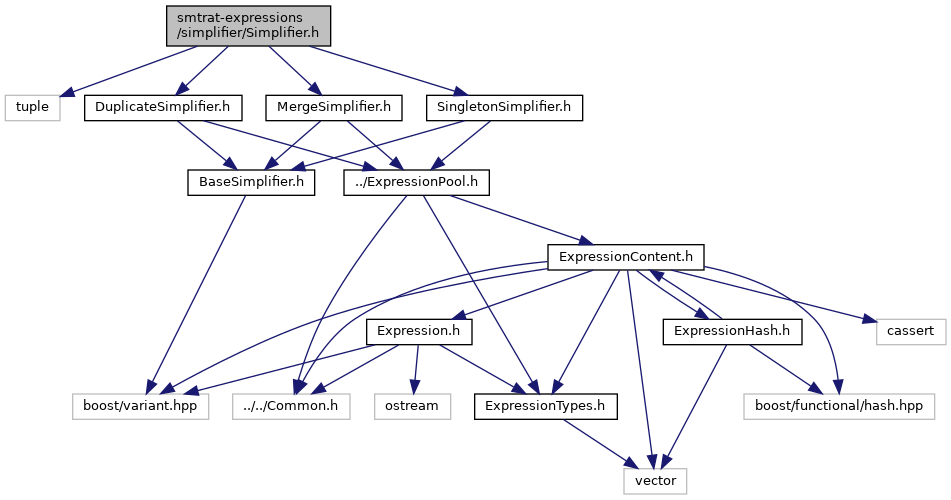 smtrat-expressions
/simplifier/Simplifier.h
tuple
DuplicateSimplifier.h
MergeSimplifier.h
SingletonSimplifier.h
BaseSimplifier.h
../ExpressionPool.h
ExpressionContent.h
Expression.h
ExpressionHash.h
cassert
boost/variant.hpp
../../Common.h
ostream
ExpressionTypes.h
boost/functional/hash.hpp
vector